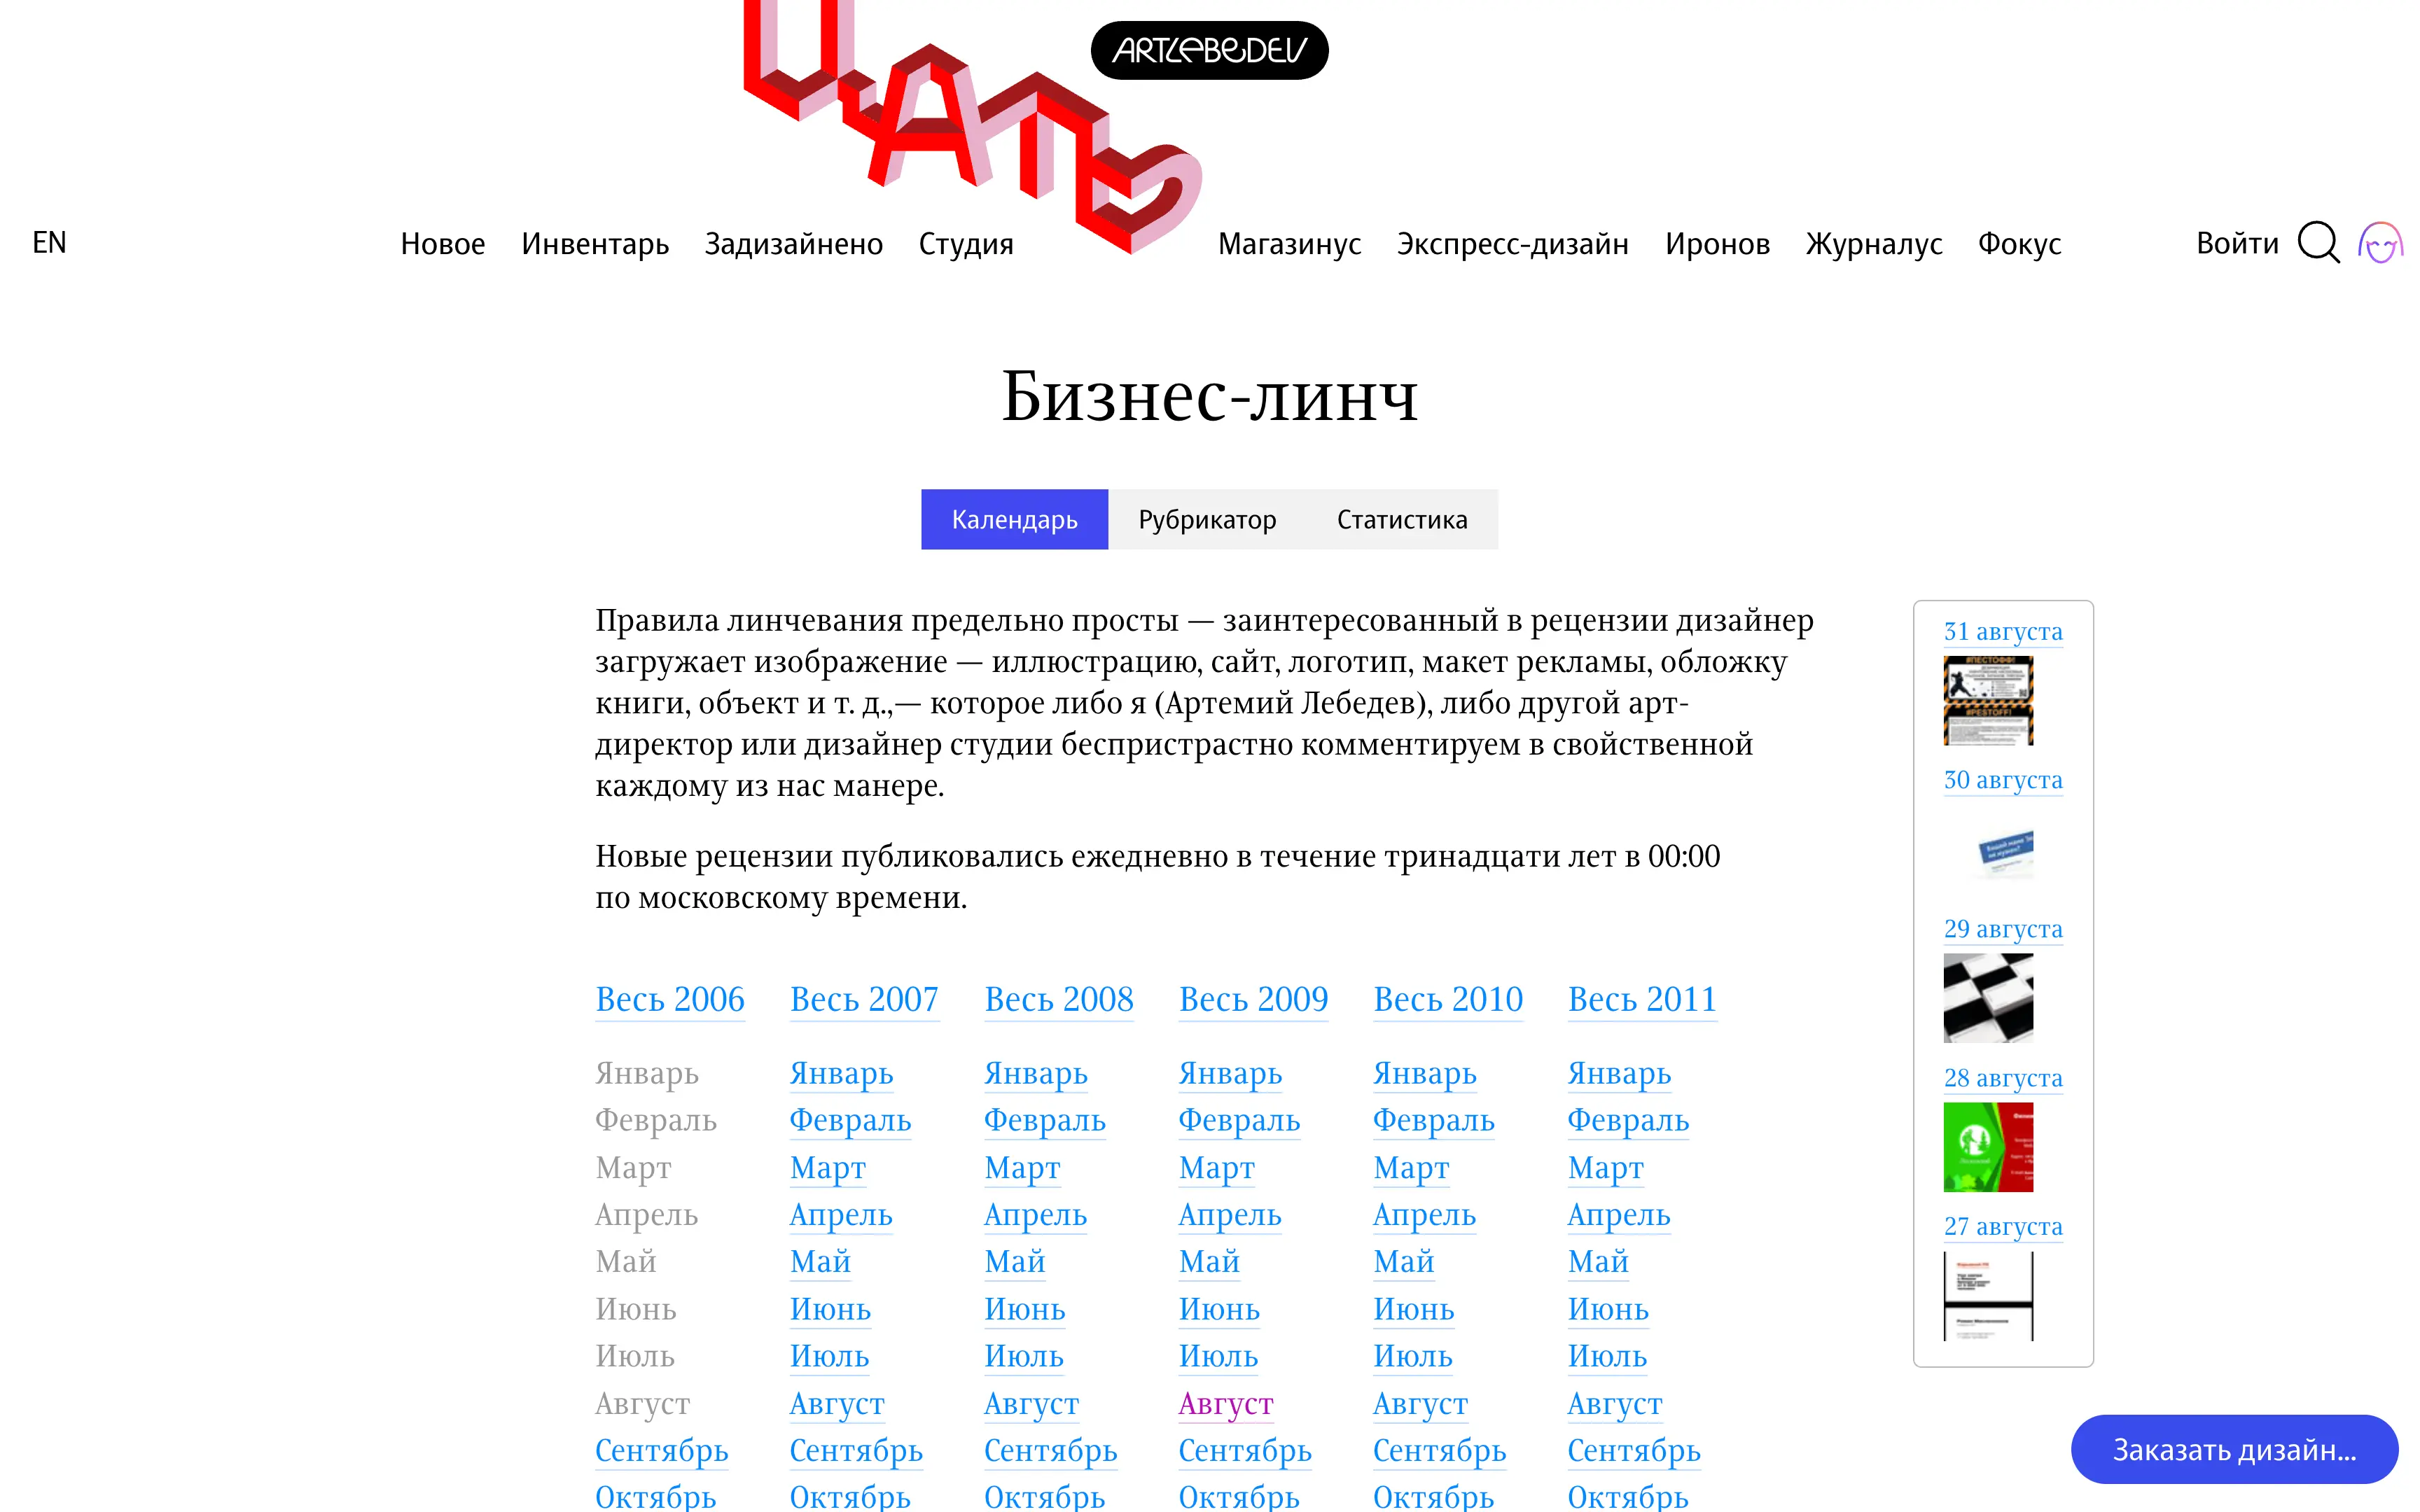 ЦАТЬ
ARTLEBEDEV
EN
Новое Инвентарь Задизайнено Студия Магазинус Экспресс-дизайн Иронов Журналус Фокус Войти
Бизнес-линч
Календарь Рубрикатор Статистика
Правила линчевания предельно просты — заинтересованный в рецензии дизайнер
загружает изображение — иллюстрацию, сайт, логотип, макет рекламы, обложку
книги, объект и т. д.,— которое либо я (Артемий Лебедев), либо другой арт-
директор или дизайнер студии беспристрастно комментируем в свойственной
каждому из нас манере.
Новые рецензии публиковались ежедневно в течение тринадцати лет в 00:00
по московскому времени.
Весь 2006 Весь 2007 Весь 2008 Весь 2009 Весь 2010 Весь 2011
Январь Январь Январь Январь Январь Январь
Февраль Февраль Февраль Февраль Февраль Февраль
Март Март Март Март Март Март
Апрель Апрель Апрель Апрель Апрель Апрель
Май Май Май Май Май Май
Июнь Июнь Июнь Июнь Июнь Июнь
Июль Июль Июль Июль Июль Июль
Август Август Август Август Август Август
Сентябрь Сентябрь Сентябрь Сентябрь Сентябрь Сентябрь
Октябрь Октябрь Октябрь Октябрь Октябрь Октябрь
31 августа
#ПЕСТОФФ!
#PESTOFF!
30 августа
29 августа
28 августа
27 августа
Заказать дизайн...